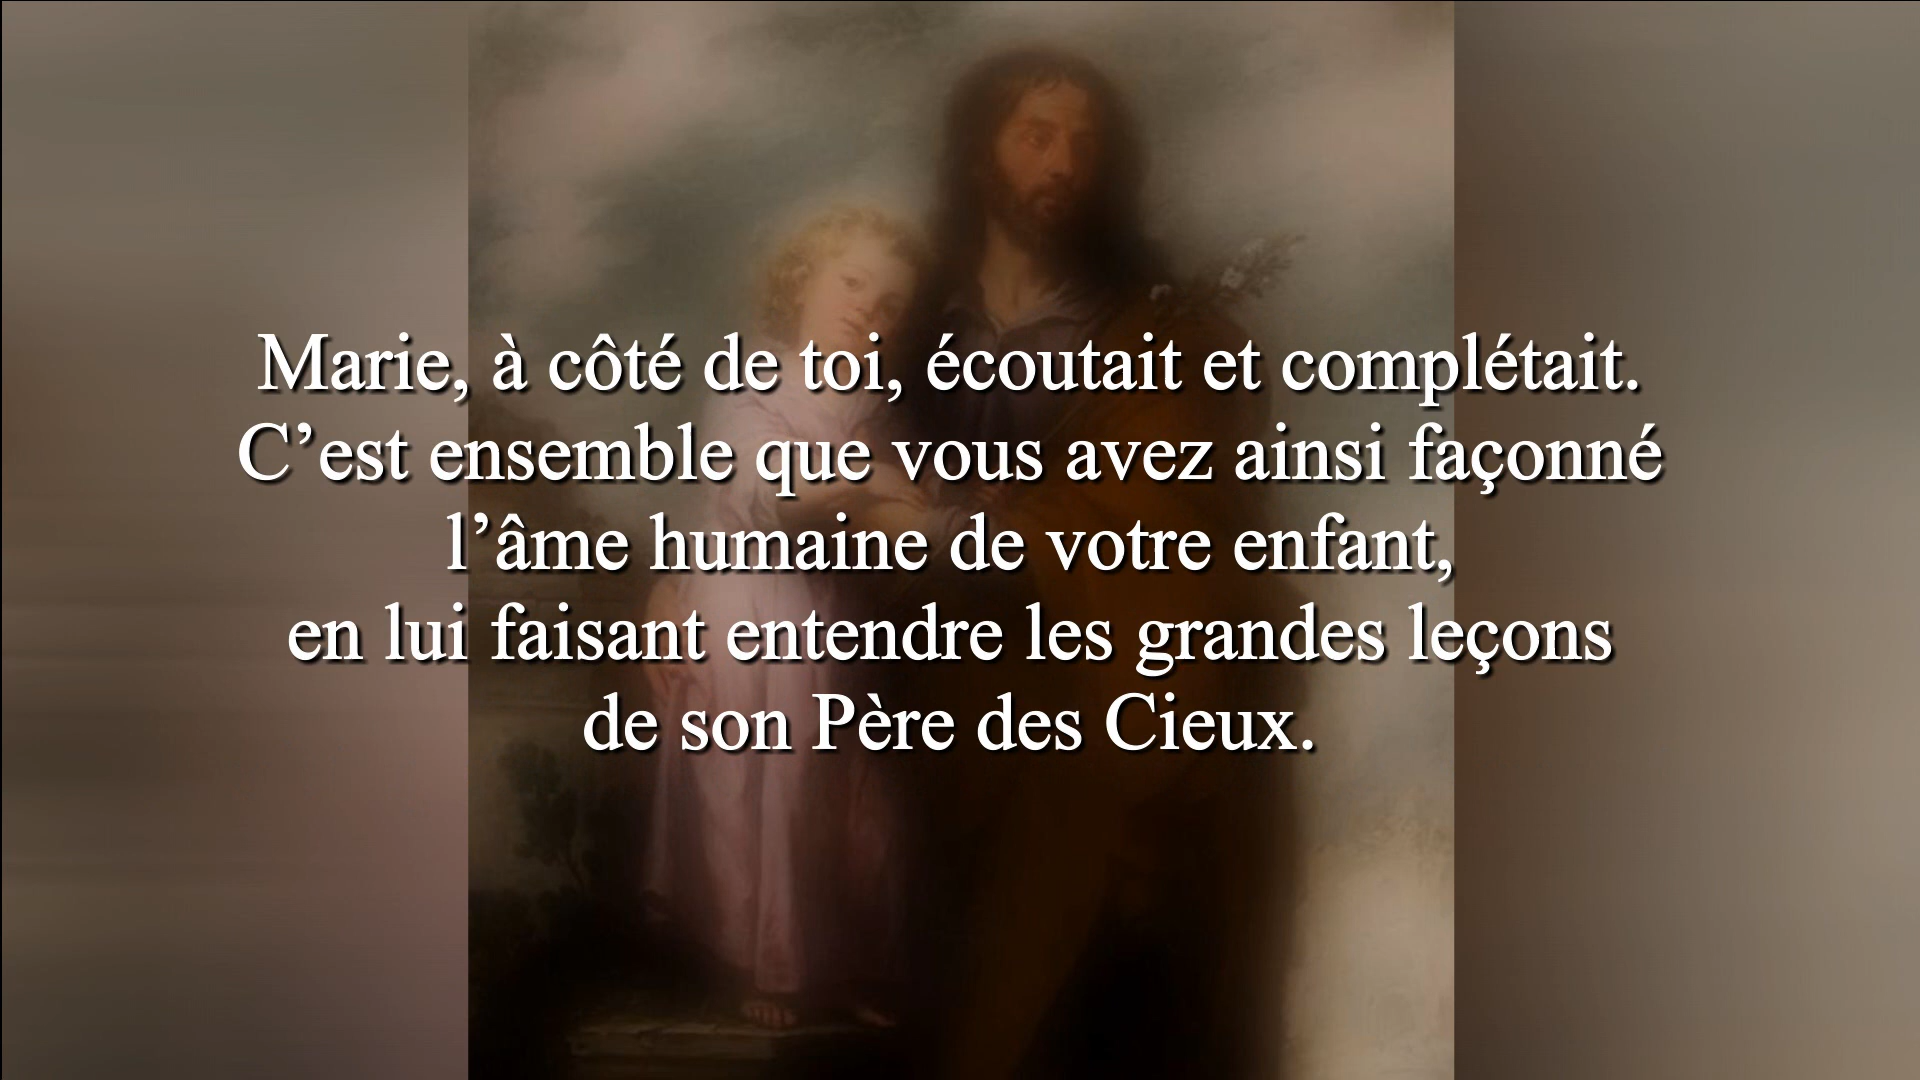 Marie, à côté de toi, écoutait et complétait.
C’est ensemble que vous avez ainsi façonné
l’âme humaine de votre enfant,
en lui faisant entendre les grandes leçons
de son Père des Cieux.